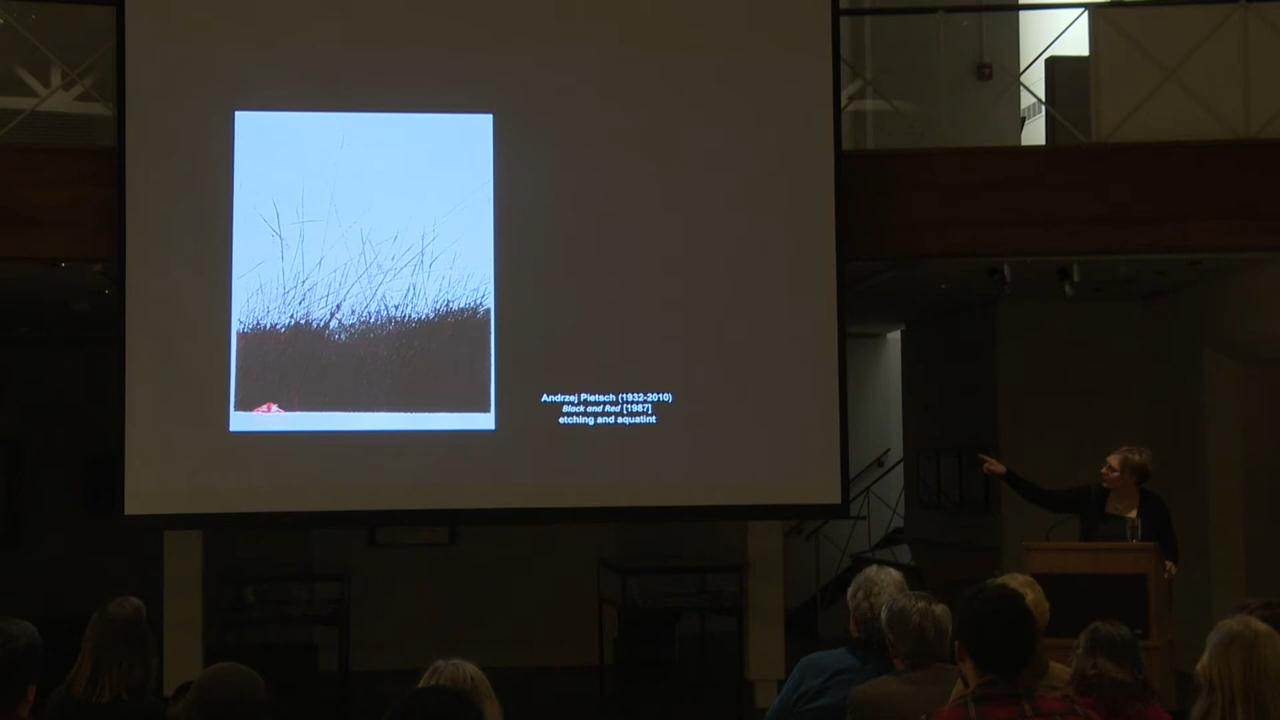 Andrzej Pietsch (1932-2010)
Black and Red [1987]
etching and aquatint